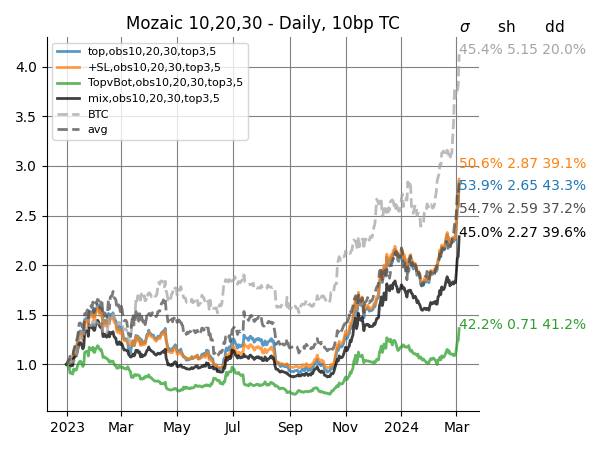 Mozaic 10,20,30 - Daily, 10bp TC
σ sh dd
top,obs10,20,30,top3,5
+SL,obs10,20,30,top3,5
TopvBot,obs10,20,30,top3,5
mix,obs10,20,30,top3,5
BTC
avg
45.4% 5.15 20.0%
50.6% 2.87 39.1%
53.9% 2.65 43.3%
54.7% 2.59 37.2%
45.0% 2.27 39.6%
42.2% 0.71 41.2%
4.0
3.5
3.0
2.5
2.0
1.5
1.0
2023 Mar May Jul Sep Nov 2024 Mar